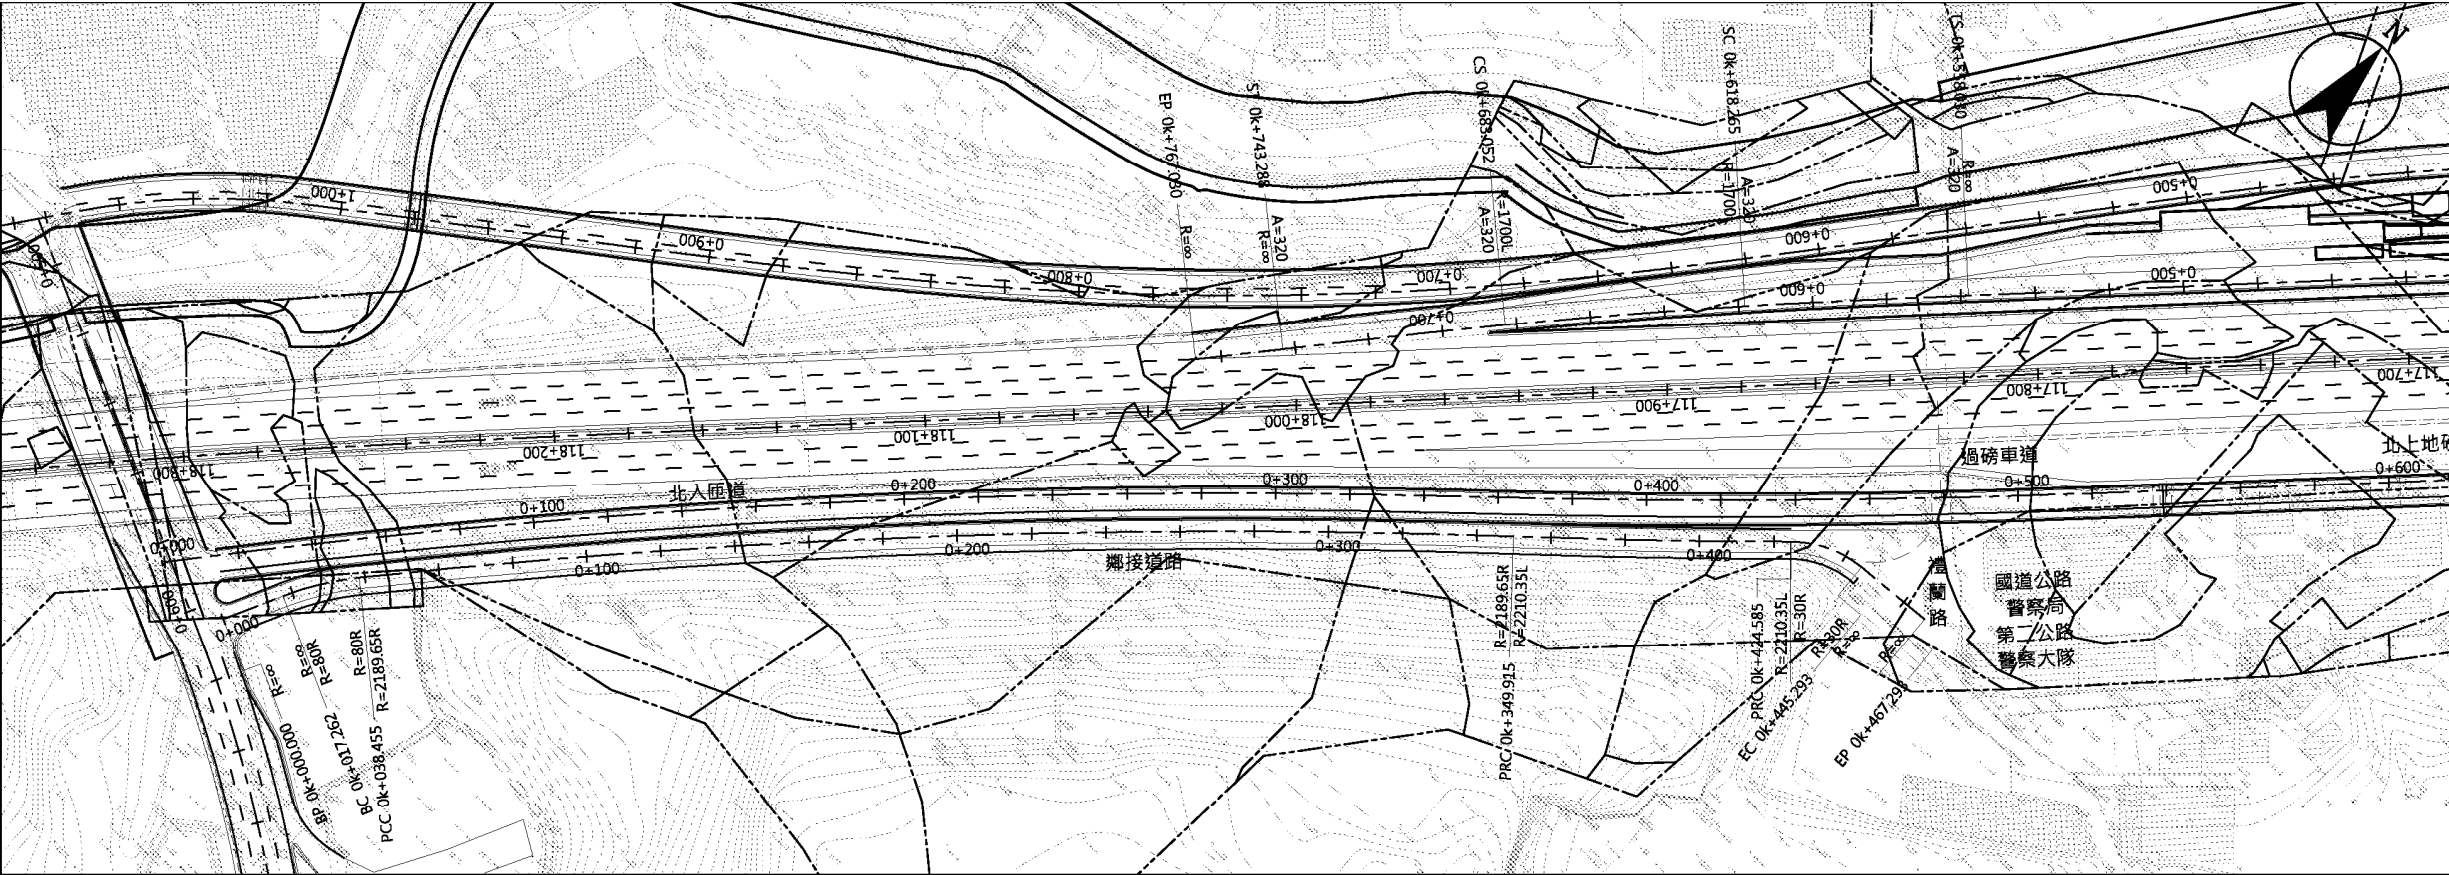 N
EP 0k+767.030
R=∞
ST 0k+743.288
A=320
R=∞
CS 0k+683.052
R=1700L
A=320
SC 0k+618.265
R=1700
A=320
A=320
R=∞
1+000
0+900
0+800
0+700
0+600
0+500
0+700
0+600
0+500
118+200
118+100
118+000
117+900
117+800
117+700
北入匝道
0+000
0+100
0+200
0+300
0+400
0+500
0+600
過磅車道
北上地磅
鄰接道路
0+000
0+100
0+200
0+300
0+400
0+600
禮蘭路
國道公路
警察局
第二公路
警察大隊
R=∞
BP 0k+000.000
R=∞
R=80R
BC 0k+017.262
R=80R
R=2189.65R
PCC 0k+038.455
R=2189.65R
R=2210.35L
PRC 0k+349.915
PRC 0k+424.585
R=2210.35L
R=30R
EC 0k+445.293
R=30R
R=∞
EP 0k+467.293
R=∞